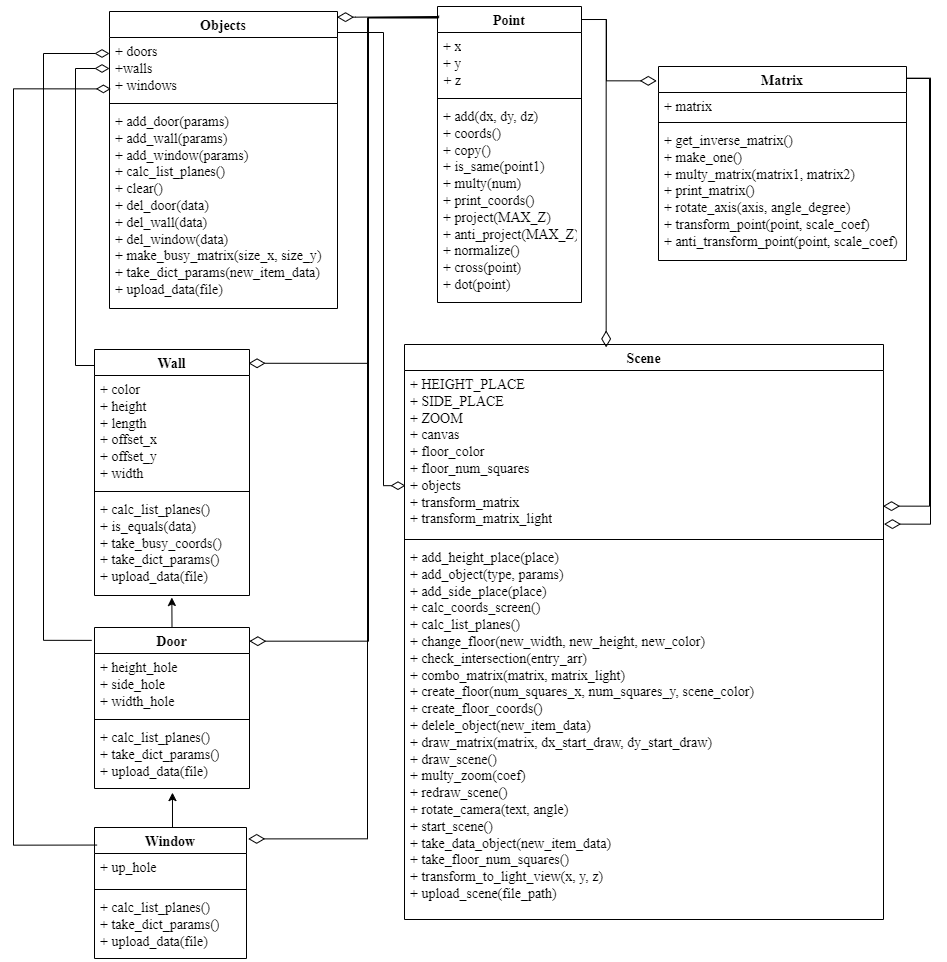 Objects
+ doors
+walls
+ windows
+ add_door(params)
+ add_wall(params)
+ add_window(params)
+ calc_list_planes()
+ clear()
+ del_door(data)
+ del_wall(data)
+ del_window(data)
+ make_busy_matrix(size_x, size_y)
+ take_dict_params(new_item_data)
+ upload_data(file)
Point
+ x
+ y
+ z
+ add(dx, dy, dz)
+ coords()
+ copy()
+ is_same(point1)
+ multy(num)
+ print_coords()
+ project(MAX_Z)
+ anti_project(MAX_Z)
+ normalize()
+ cross(point)
+ dot(point)
Matrix
+ matrix
+ get_inverse_matrix()
+ make_one()
+ multy_matrix(matrix1, matrix2)
+ print_matrix()
+ rotate_axis(axis, angle_degree)
+ transform_point(point, scale_coef)
+ anti_transform_point(point, scale_coef)
Wall
+ color
+ height
+ length
+ offset_x
+ offset_y
+ width
+ calc_list_planes()
+ is_equals(data)
+ take_busy_coords()
+ take_dict_params()
+ upload_data(file)
Door
+ height_hole
+ side_hole
+ width_hole
+ calc_list_planes()
+ take_dict_params()
+ upload_data(file)
Window
+ up_hole
+ calc_list_planes()
+ take_dict_params()
+ upload_data(file)
Scene
+ HEIGHT_PLACE
+ SIDE_PLACE
+ ZOOM
+ canvas
+ floor_color
+ floor_num_squares
+ objects
+ transform_matrix
+ transform_matrix_light
+ add_height_place(place)
+ add_object(type, params)
+ add_side_place(place)
+ calc_coords_screen()
+ calc_list_planes()
+ change_floor(new_width, new_height, new_color)
+ check_intersection(entry_arr)
+ combo_matrix(matrix, matrix_light)
+ create_floor(num_squares_x, num_squares_y, scene_color)
+ create_floor_coords()
+ delele_object(new_item_data)
+ draw_matrix(matrix, dx_start_draw, dy_start_draw)
+ draw_scene()
+ multy_zoom(coef)
+ redraw_scene()
+ rotate_camera(text, angle)
+ start_scene()
+ take_data_object(new_item_data)
+ take_floor_num_squares()
+ transform_to_light_view(x, y, z)
+ upload_scene(file_path)